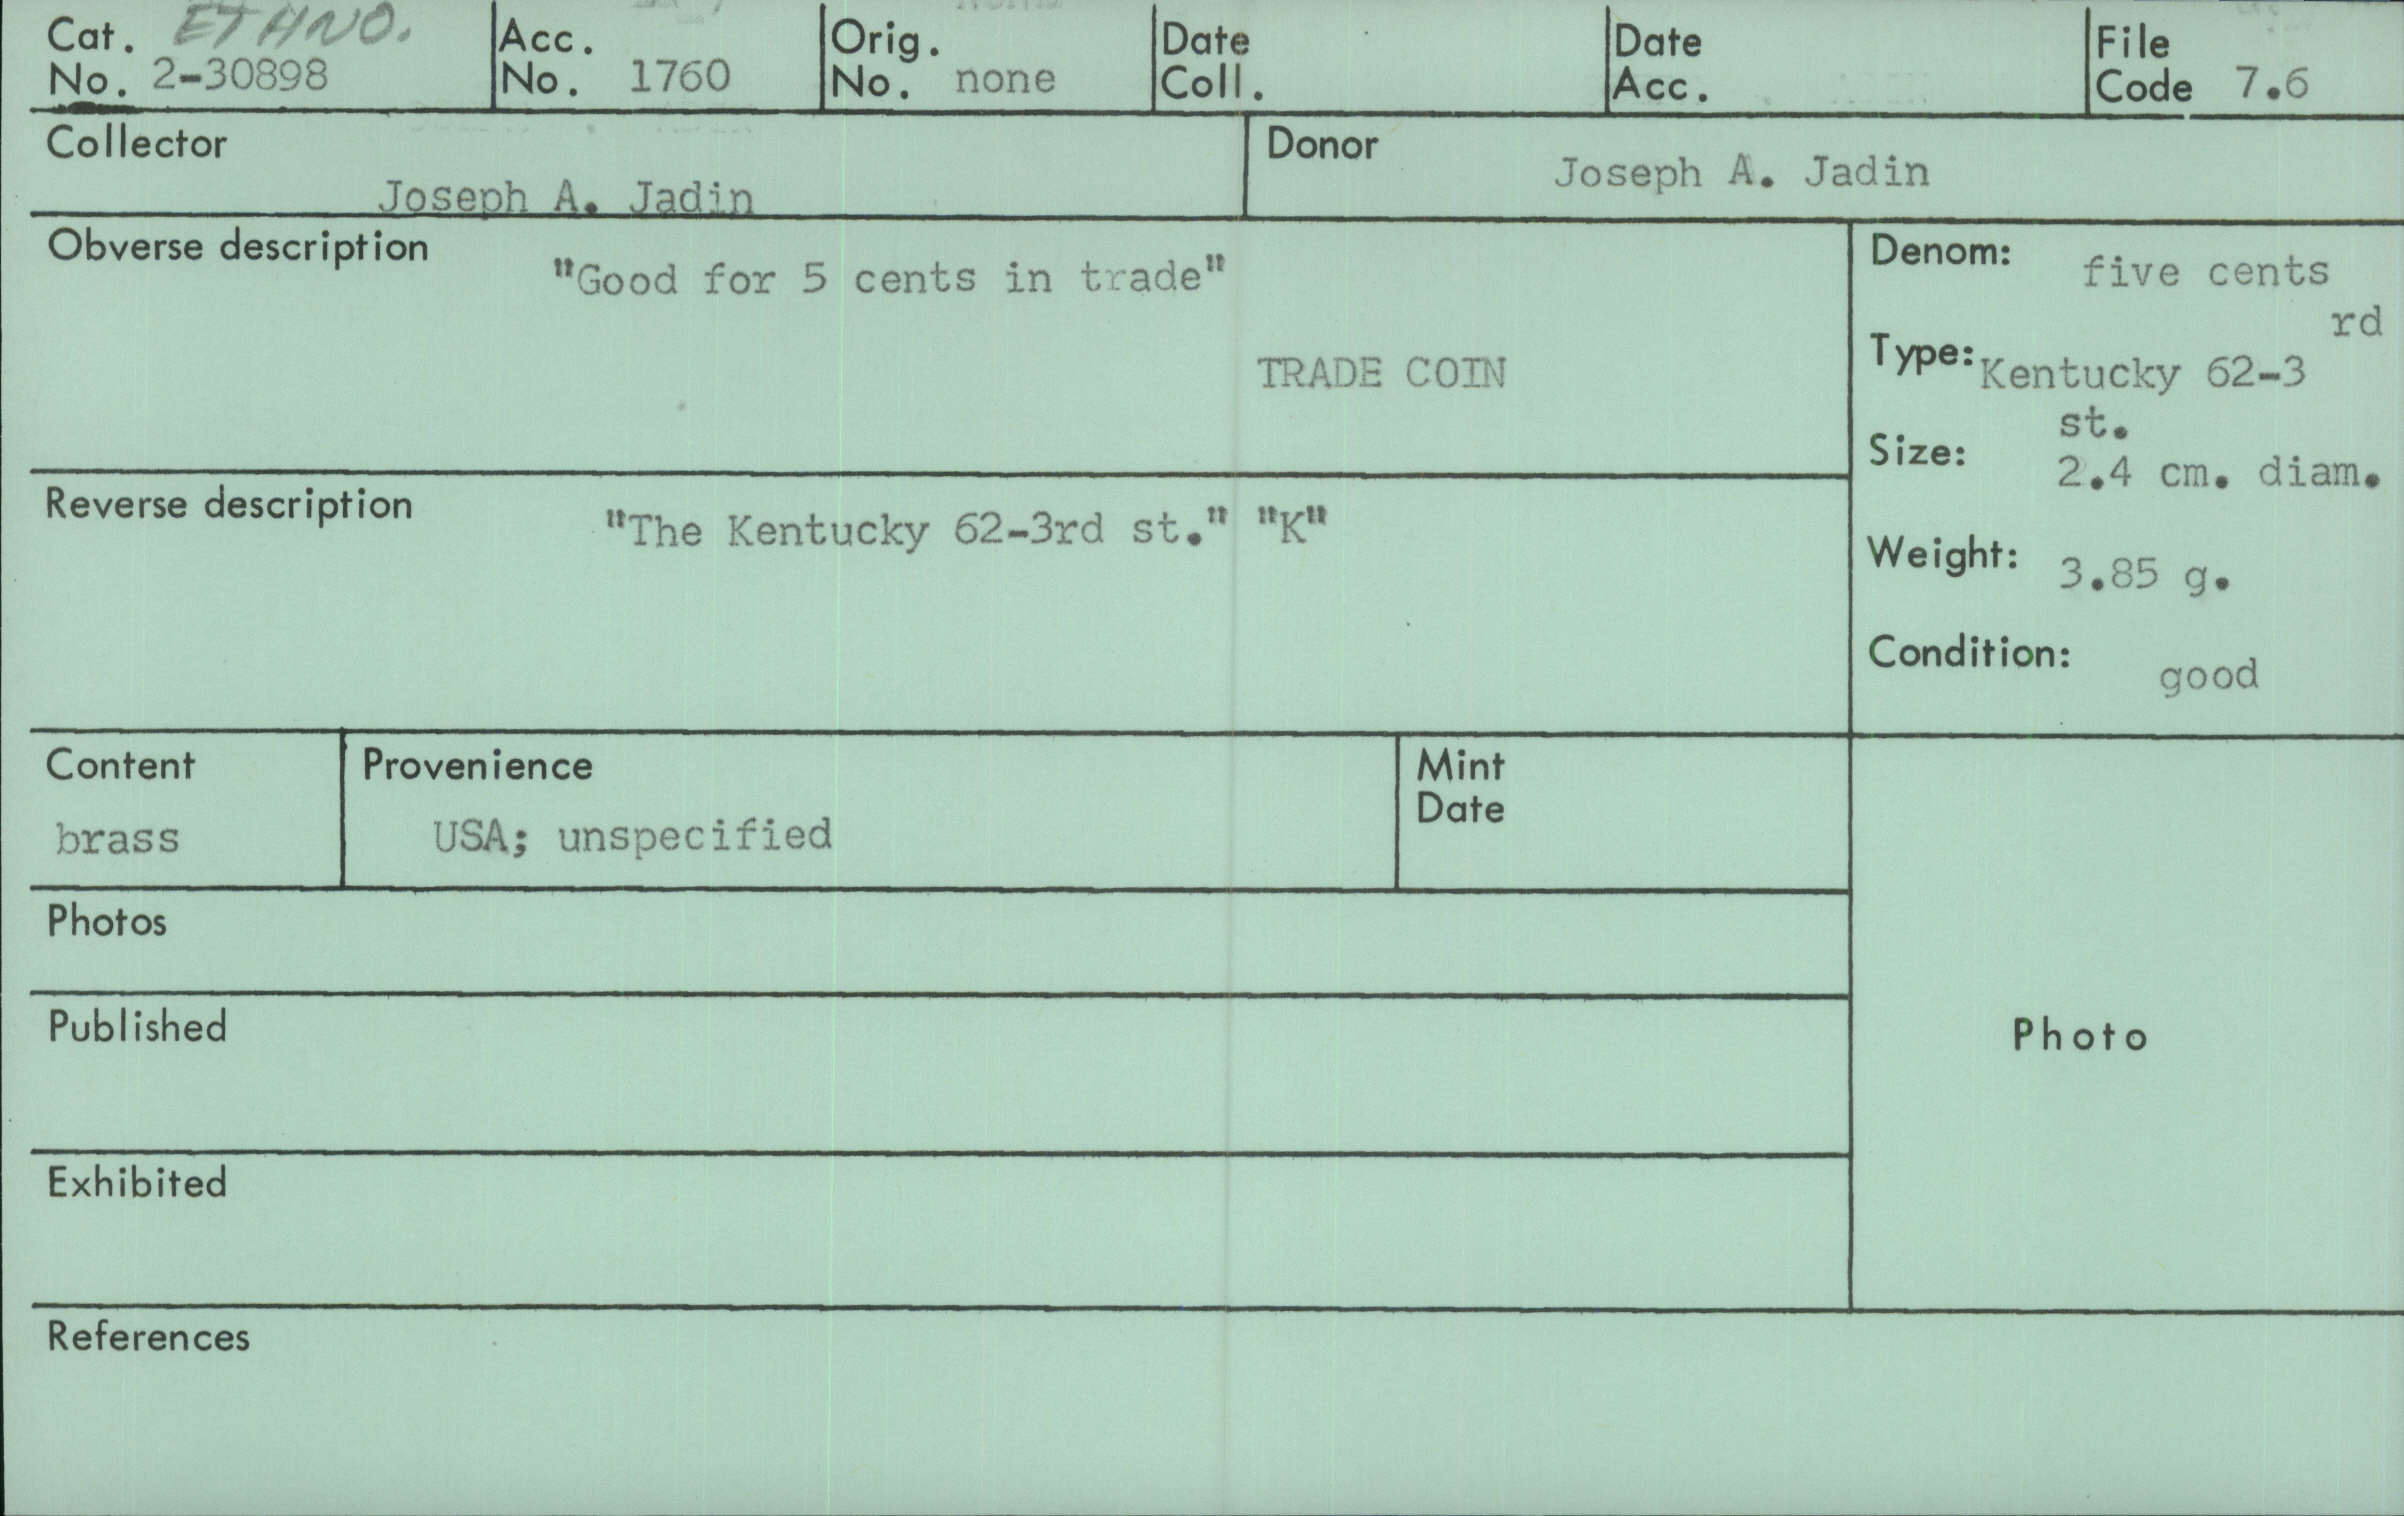 Cat. ETHNO.
No. 2-30898
Acc.
No. 1760
Orig.
No. none
Date
Coll.
Date
Acc.
File
Code 7.6
Collector
Joseph A. Jadin
Donor
Joseph A. Jadin
Obverse description
"Good for 5 cents in trade"
TRADE COIN
Denom: five cents
rd
Type: Kentucky 62-3
st.
Size: 2.4 cm. diam.
Weight: 3.85 g.
Condition: good
Reverse description
"The Kentucky 62-3rd st." "K"
Content
brass
Provenience
USA; unspecified
Mint
Date
Photos
Published
Photo
Exhibited
References